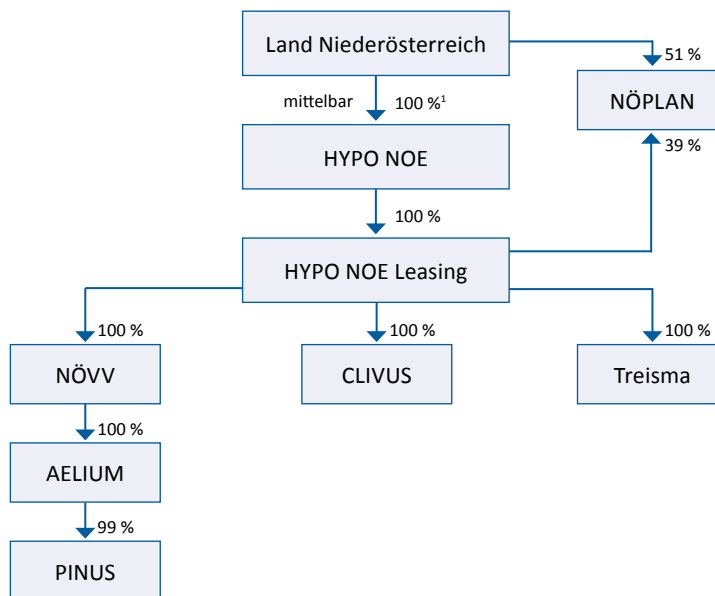 Land Niederösterreich
51 %
NÖPLAN
39 %
mittelbar 100 %¹
HYPO NOE
100 %
HYPO NOE Leasing
100 % 100 % 100 %
NÖVV CLIVUS Treisma
100 %
AELIUM
99 %
PINUS